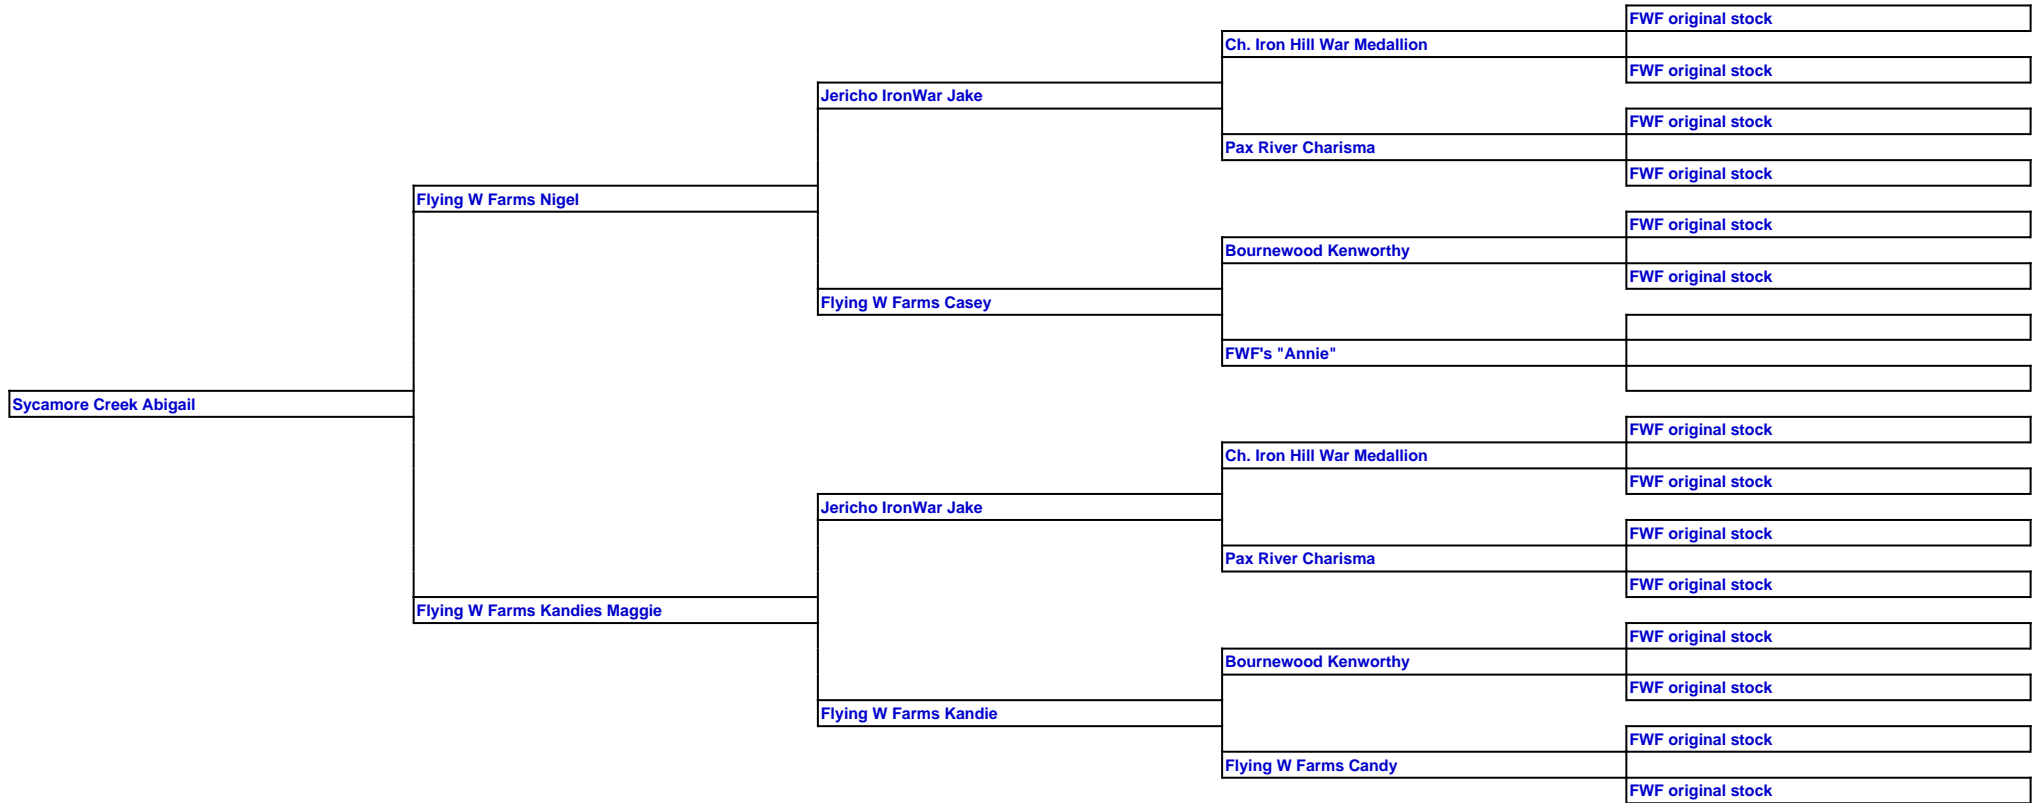 FWF original stock
Ch. Iron Hill War Medallion
FWF original stock
Jericho IronWar Jake
FWF original stock
Pax River Charisma
FWF original stock
Flying W Farms Nigel
FWF original stock
Bournewood Kenworthy
FWF original stock
Flying W Farms Casey
FWF's "Annie"
Sycamore Creek Abigail
FWF original stock
Ch. Iron Hill War Medallion
FWF original stock
Jericho IronWar Jake
FWF original stock
Pax River Charisma
FWF original stock
Flying W Farms Kandies Maggie
FWF original stock
Bournewood Kenworthy
FWF original stock
Flying W Farms Kandie
FWF original stock
Flying W Farms Candy
FWF original stock